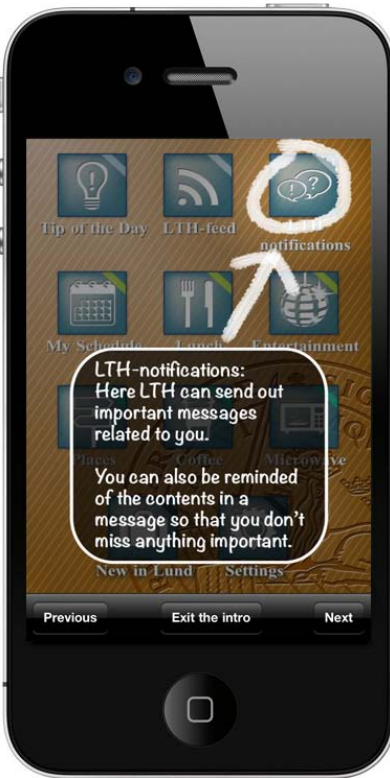 Tip of the Day LTH-feed LTH
notifications
My Schedule Lunch Entertainment
LTH-notifications:
Here LTH can send out
important messages
related to you.
You can also be reminded
of the contents in a
message so that you don't
miss anything important.
Places Coffee Microwave
New in Lund Settings
Previous Exit the intro Next